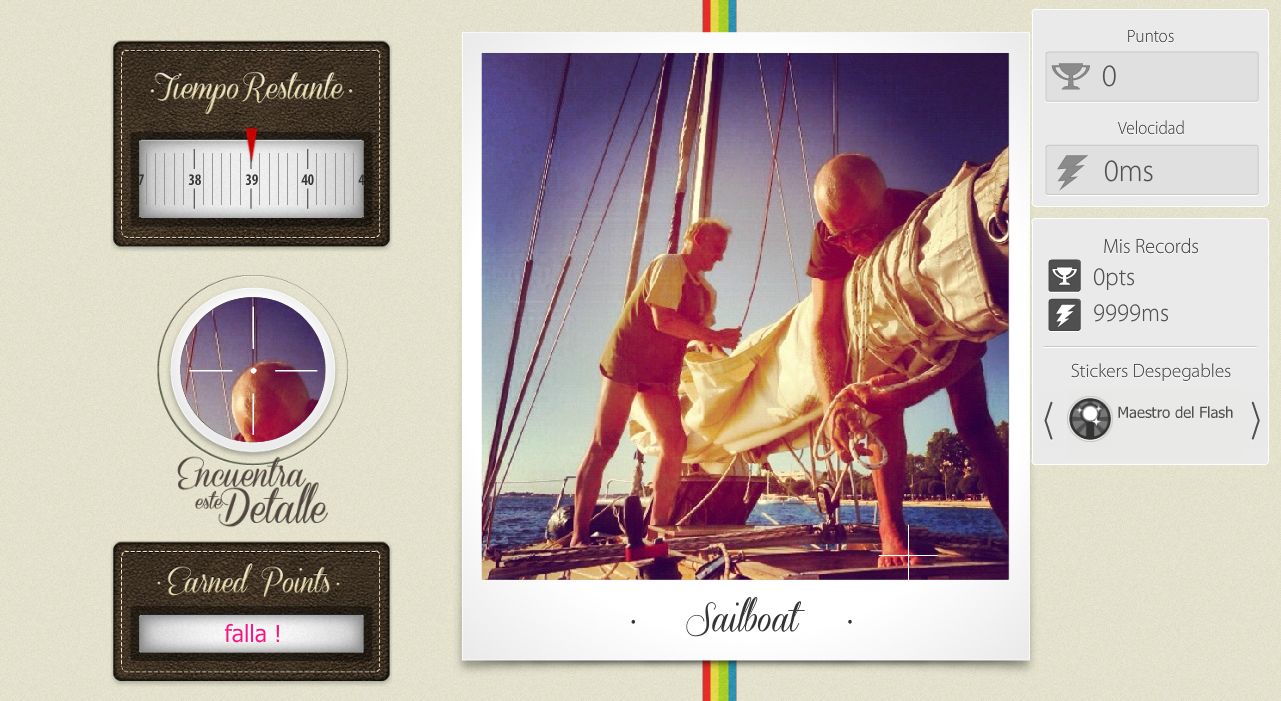 ·Tiempo Restante·
7 38 39 40 4
Encuentra
este Detalle
·Earned Points·
falla !
· Sailboat ·
Puntos
0
Velocidad
0ms
Mis Records
0pts
9999ms
Stickers Despegables
Maestro del Flash